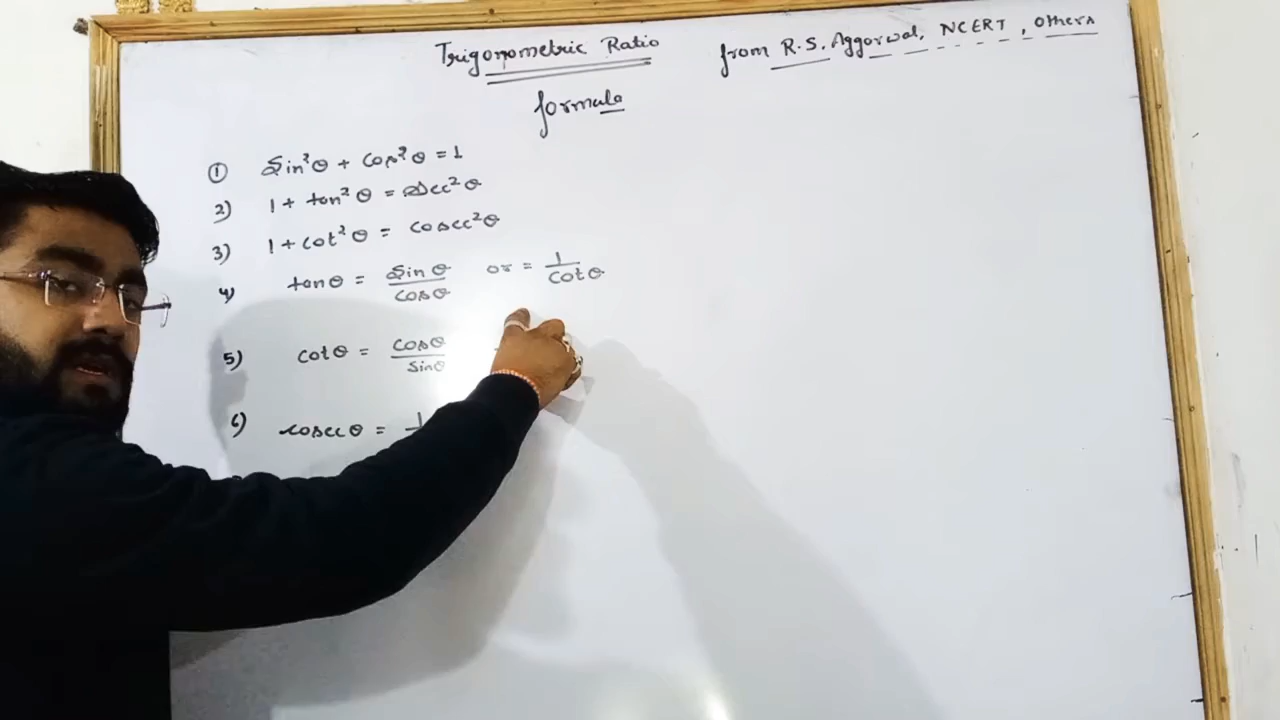 Trigonometric Ratio from R.S. Aggarwal, NCERT, Others
formula
① Sin²θ + cos²θ = 1
2) 1 + tan²θ = Sec²θ
3) 1 + cot²θ = cosec²θ
4) tanθ = Sinθ/cosθ or = 1/cotθ
5) cotθ = cosθ/sinθ
6) cosecθ = 1